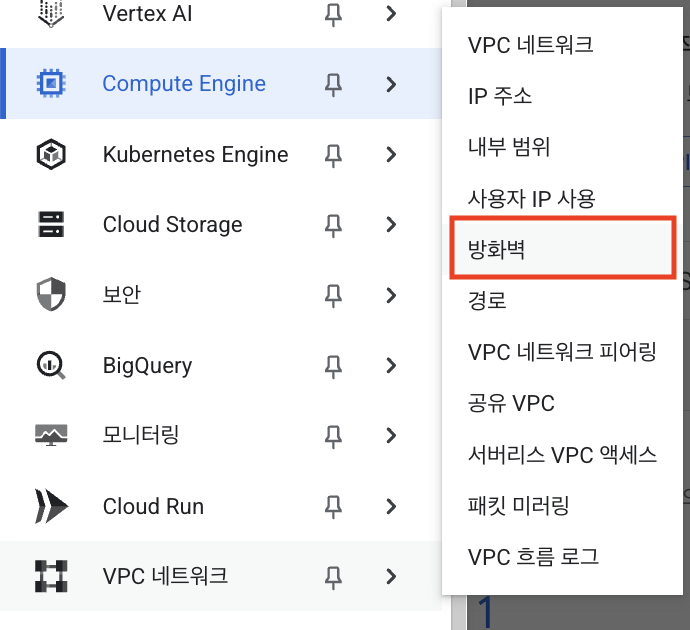 Vertex AI
Compute Engine
Kubernetes Engine
Cloud Storage
보안
BigQuery
모니터링
Cloud Run
VPC 네트워크
VPC 네트워크
IP 주소
내부 범위
사용자 IP 사용
방화벽
경로
VPC 네트워크 피어링
공유 VPC
서버리스 VPC 액세스
패킷 미러링
VPC 흐름 로그
1